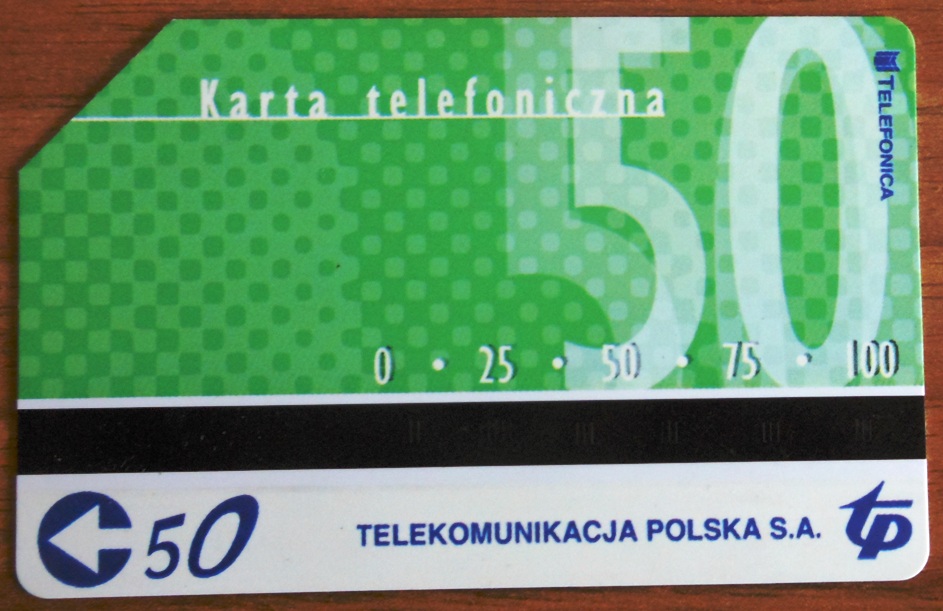 Karta telefoniczna
50
TELEFONICA
0 • 25 • 50 • 75 • 100
50
TELEKOMUNIKACJA POLSKA S.A.
tp